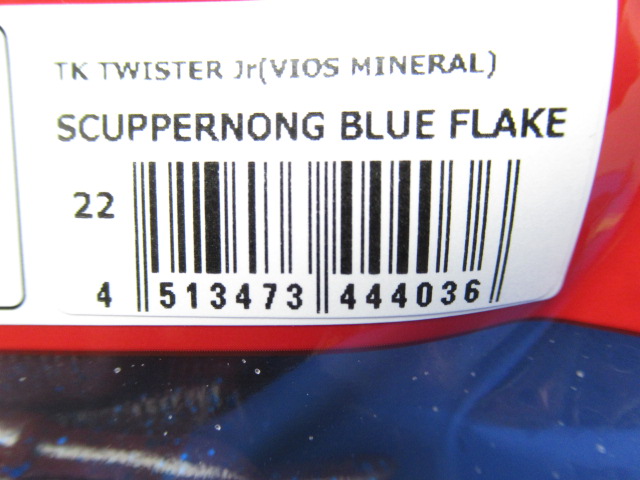 TK TWISTER Jr(VIOS MINERAL)
SCUPPERNONG BLUE FLAKE
22
4 513473 444036